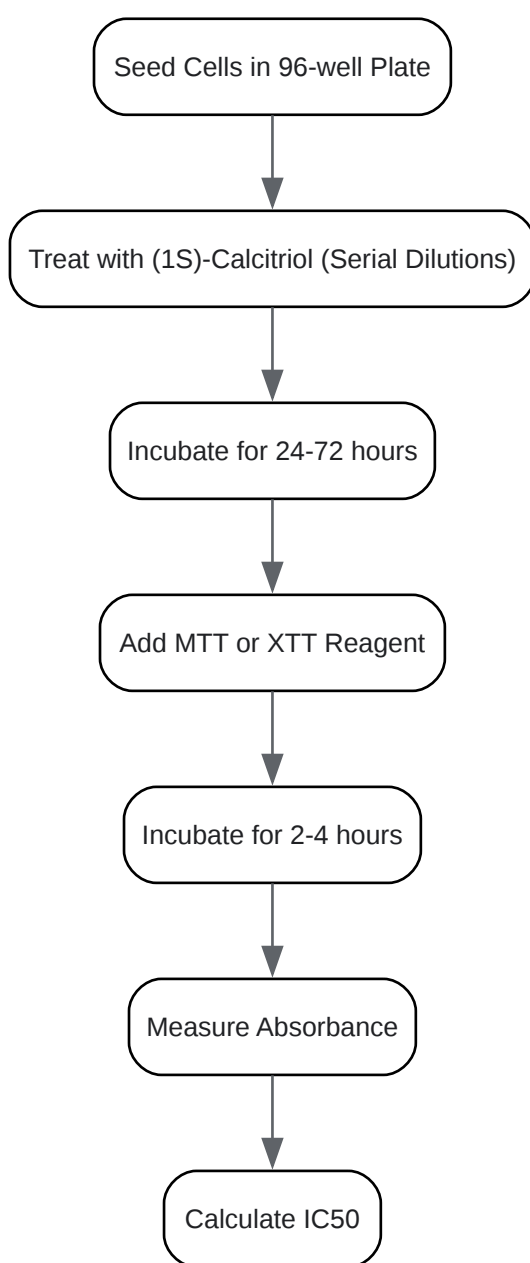 Seed Cells in 96-well Plate
Treat with (1S)-Calcitriol (Serial Dilutions)
Incubate for 24-72 hours
Add MTT or XTT Reagent
Incubate for 2-4 hours
Measure Absorbance
Calculate IC50